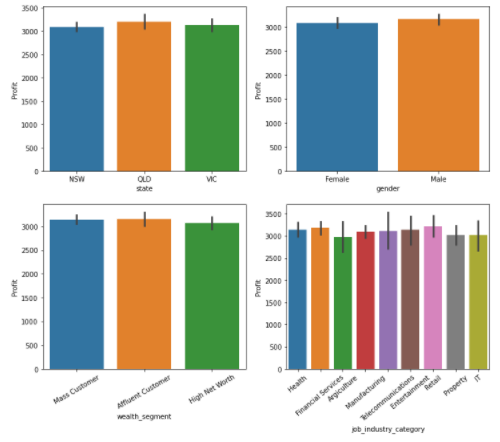 3500
3000
2500
2000
1500
1000
500
0
Profit
NSW QLD VIC
state
3000
2500
2000
1500
1000
500
0
Profit
Female Male
gender
3000
2500
2000
1500
1000
500
0
Profit
Mass Customer Affluent Customer High Net Worth
wealth_segment
3500
3000
2500
2000
1500
1000
500
0
Profit
Health Financial Services Argiculture Manufacturing Telecommunications Entertainment Retail Property IT
job_industry_category